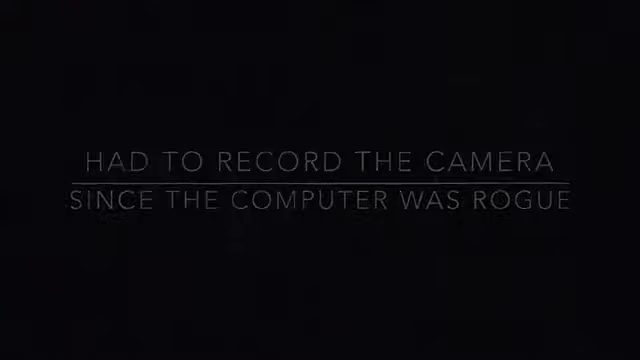 HAD TO RECORD THE CAMERA
SINCE THE COMPUTER WAS ROGUE